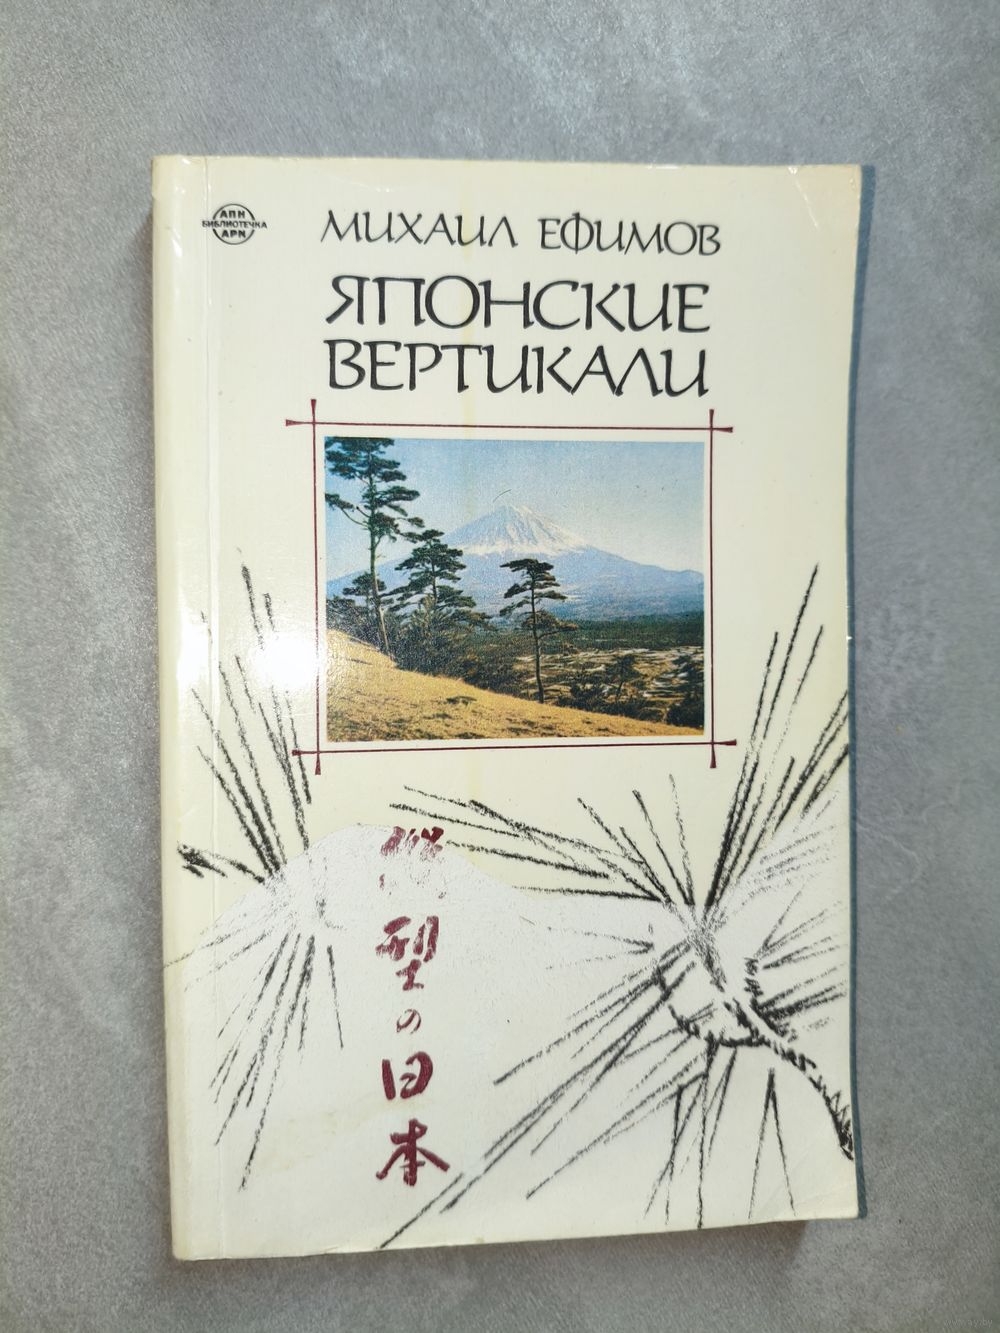 АПН
БИБЛИОТЕЧКА
APN
МИХАИЛ ЕФИМОВ
ЯПОНСКИЕ
ВЕРТИКАЛИ
型の日本